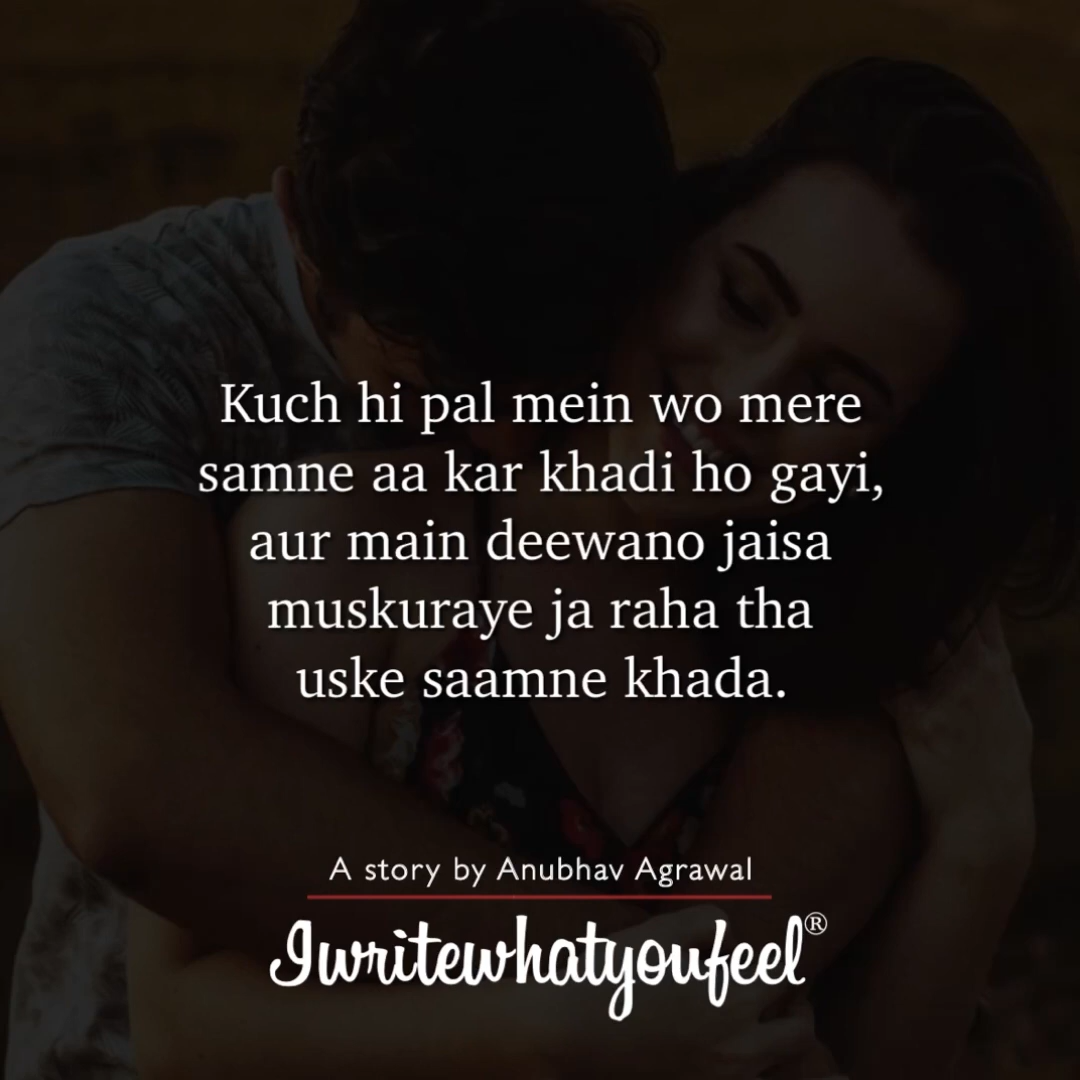 Kuch hi pal mein wo mere
samne aa kar khadi ho gayi,
aur main deewano jaisa
muskuraye ja raha tha
uske saamne khada.
A story by Anubhav Agrawal
Iwritewhatyoufeel®